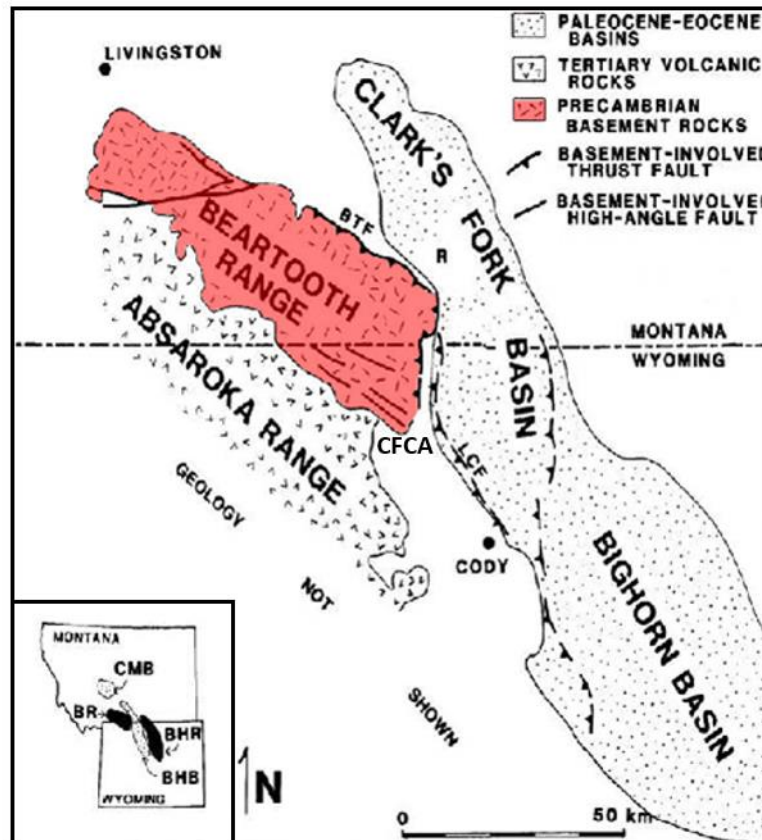 LIVINGSTON
PALEOCENE-EOCENE
BASINS
TERTIARY VOLCANIC
ROCKS
PRECAMBRIAN
BASEMENT ROCKS
BASEMENT-INVOLVED
THRUST FAULT
BASEMENT-INVOLVED
HIGH-ANGLE FAULT
CLARK'S
FORK
BASIN
BTF
R
BEARTOOTH
RANGE
MONTANA
WYOMING
ABSAROKA RANGE
CFCA
LCF
GEOLOGY
NOT
SHOWN
CODY
BIGHORN BASIN
MONTANA
CMB
BR
BHR
BHB
WYOMING
N
0 50 km